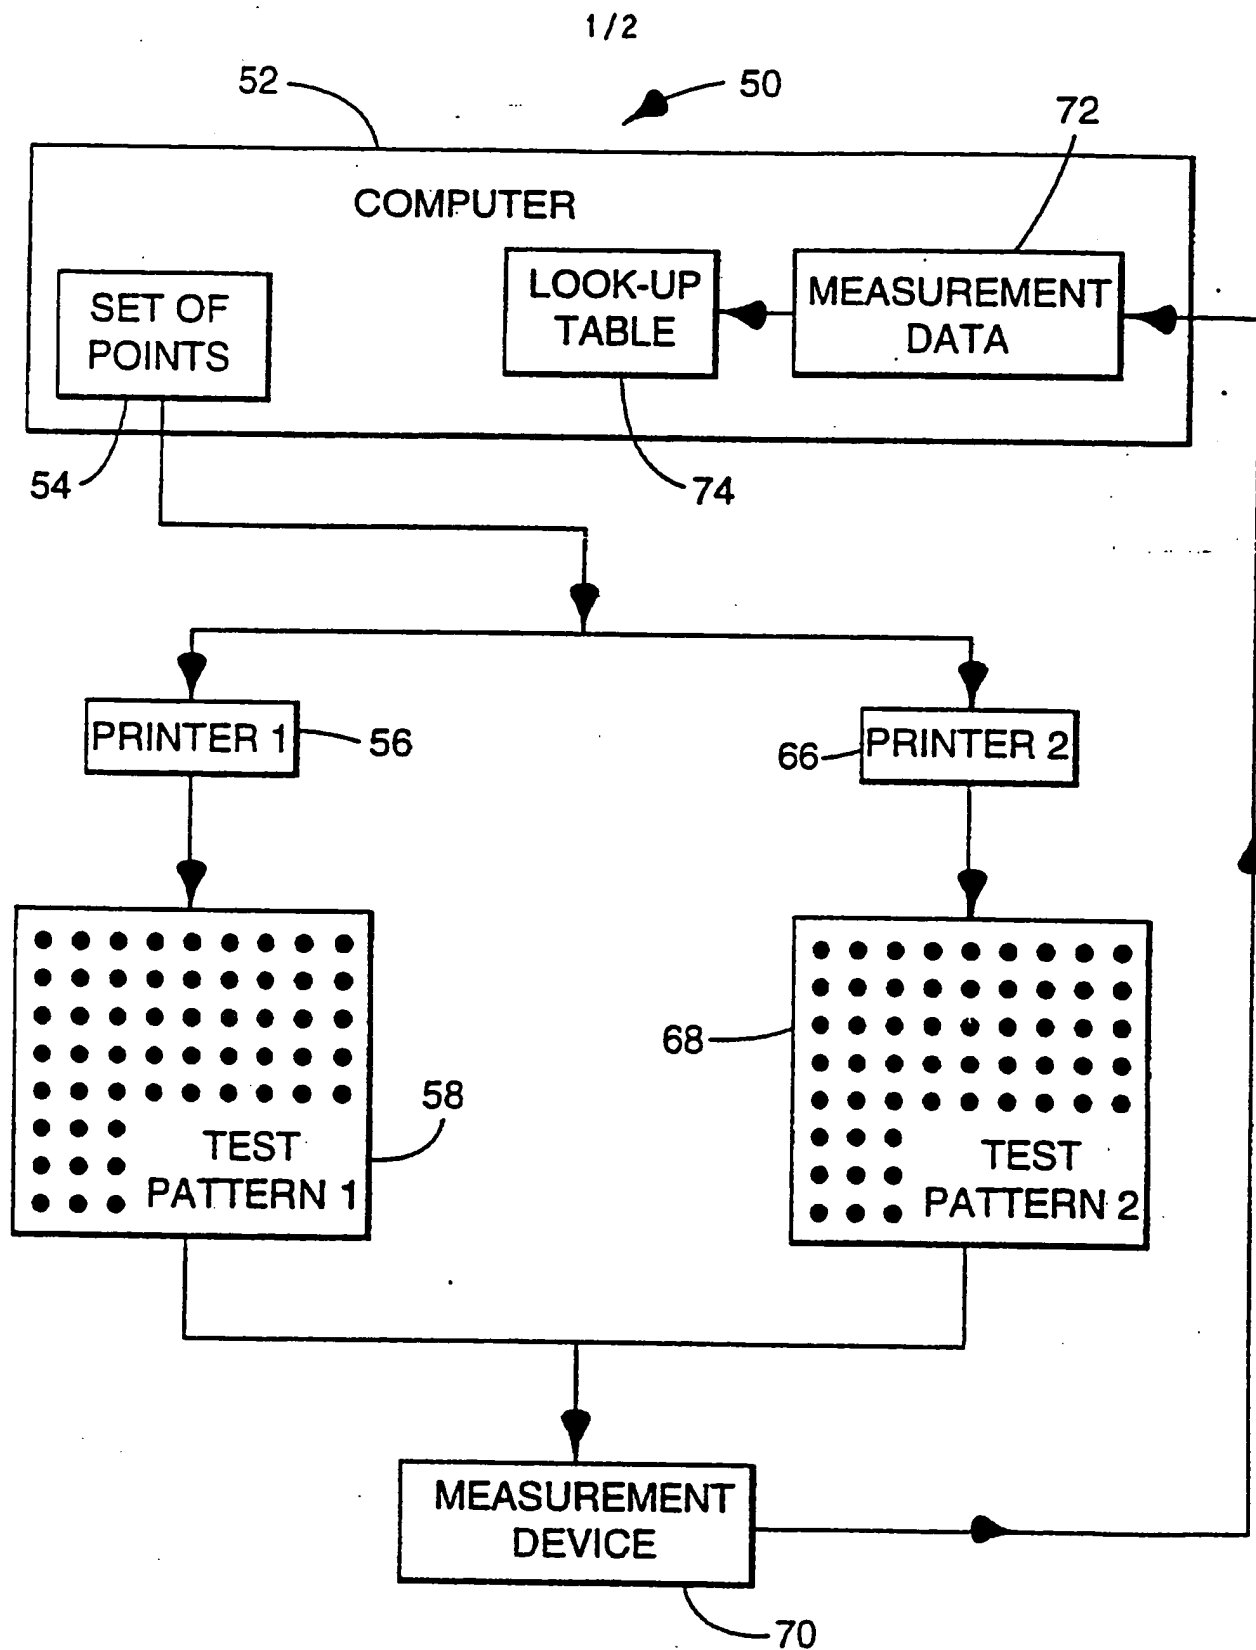 1/2
52
50
72
COMPUTER
SET OF
POINTS
LOOK-UP
TABLE
MEASUREMENT
DATA
54
74
PRINTER 1
56
66
PRINTER 2
58
68
TEST
PATTERN 1
TEST
PATTERN 2
MEASUREMENT
DEVICE
70